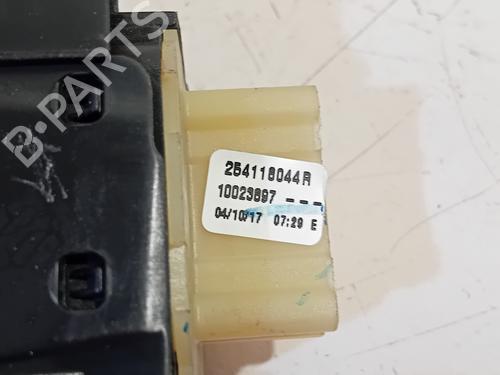 254118044R
10023897 ---
04/10/17 07:29 E
B-PARTS